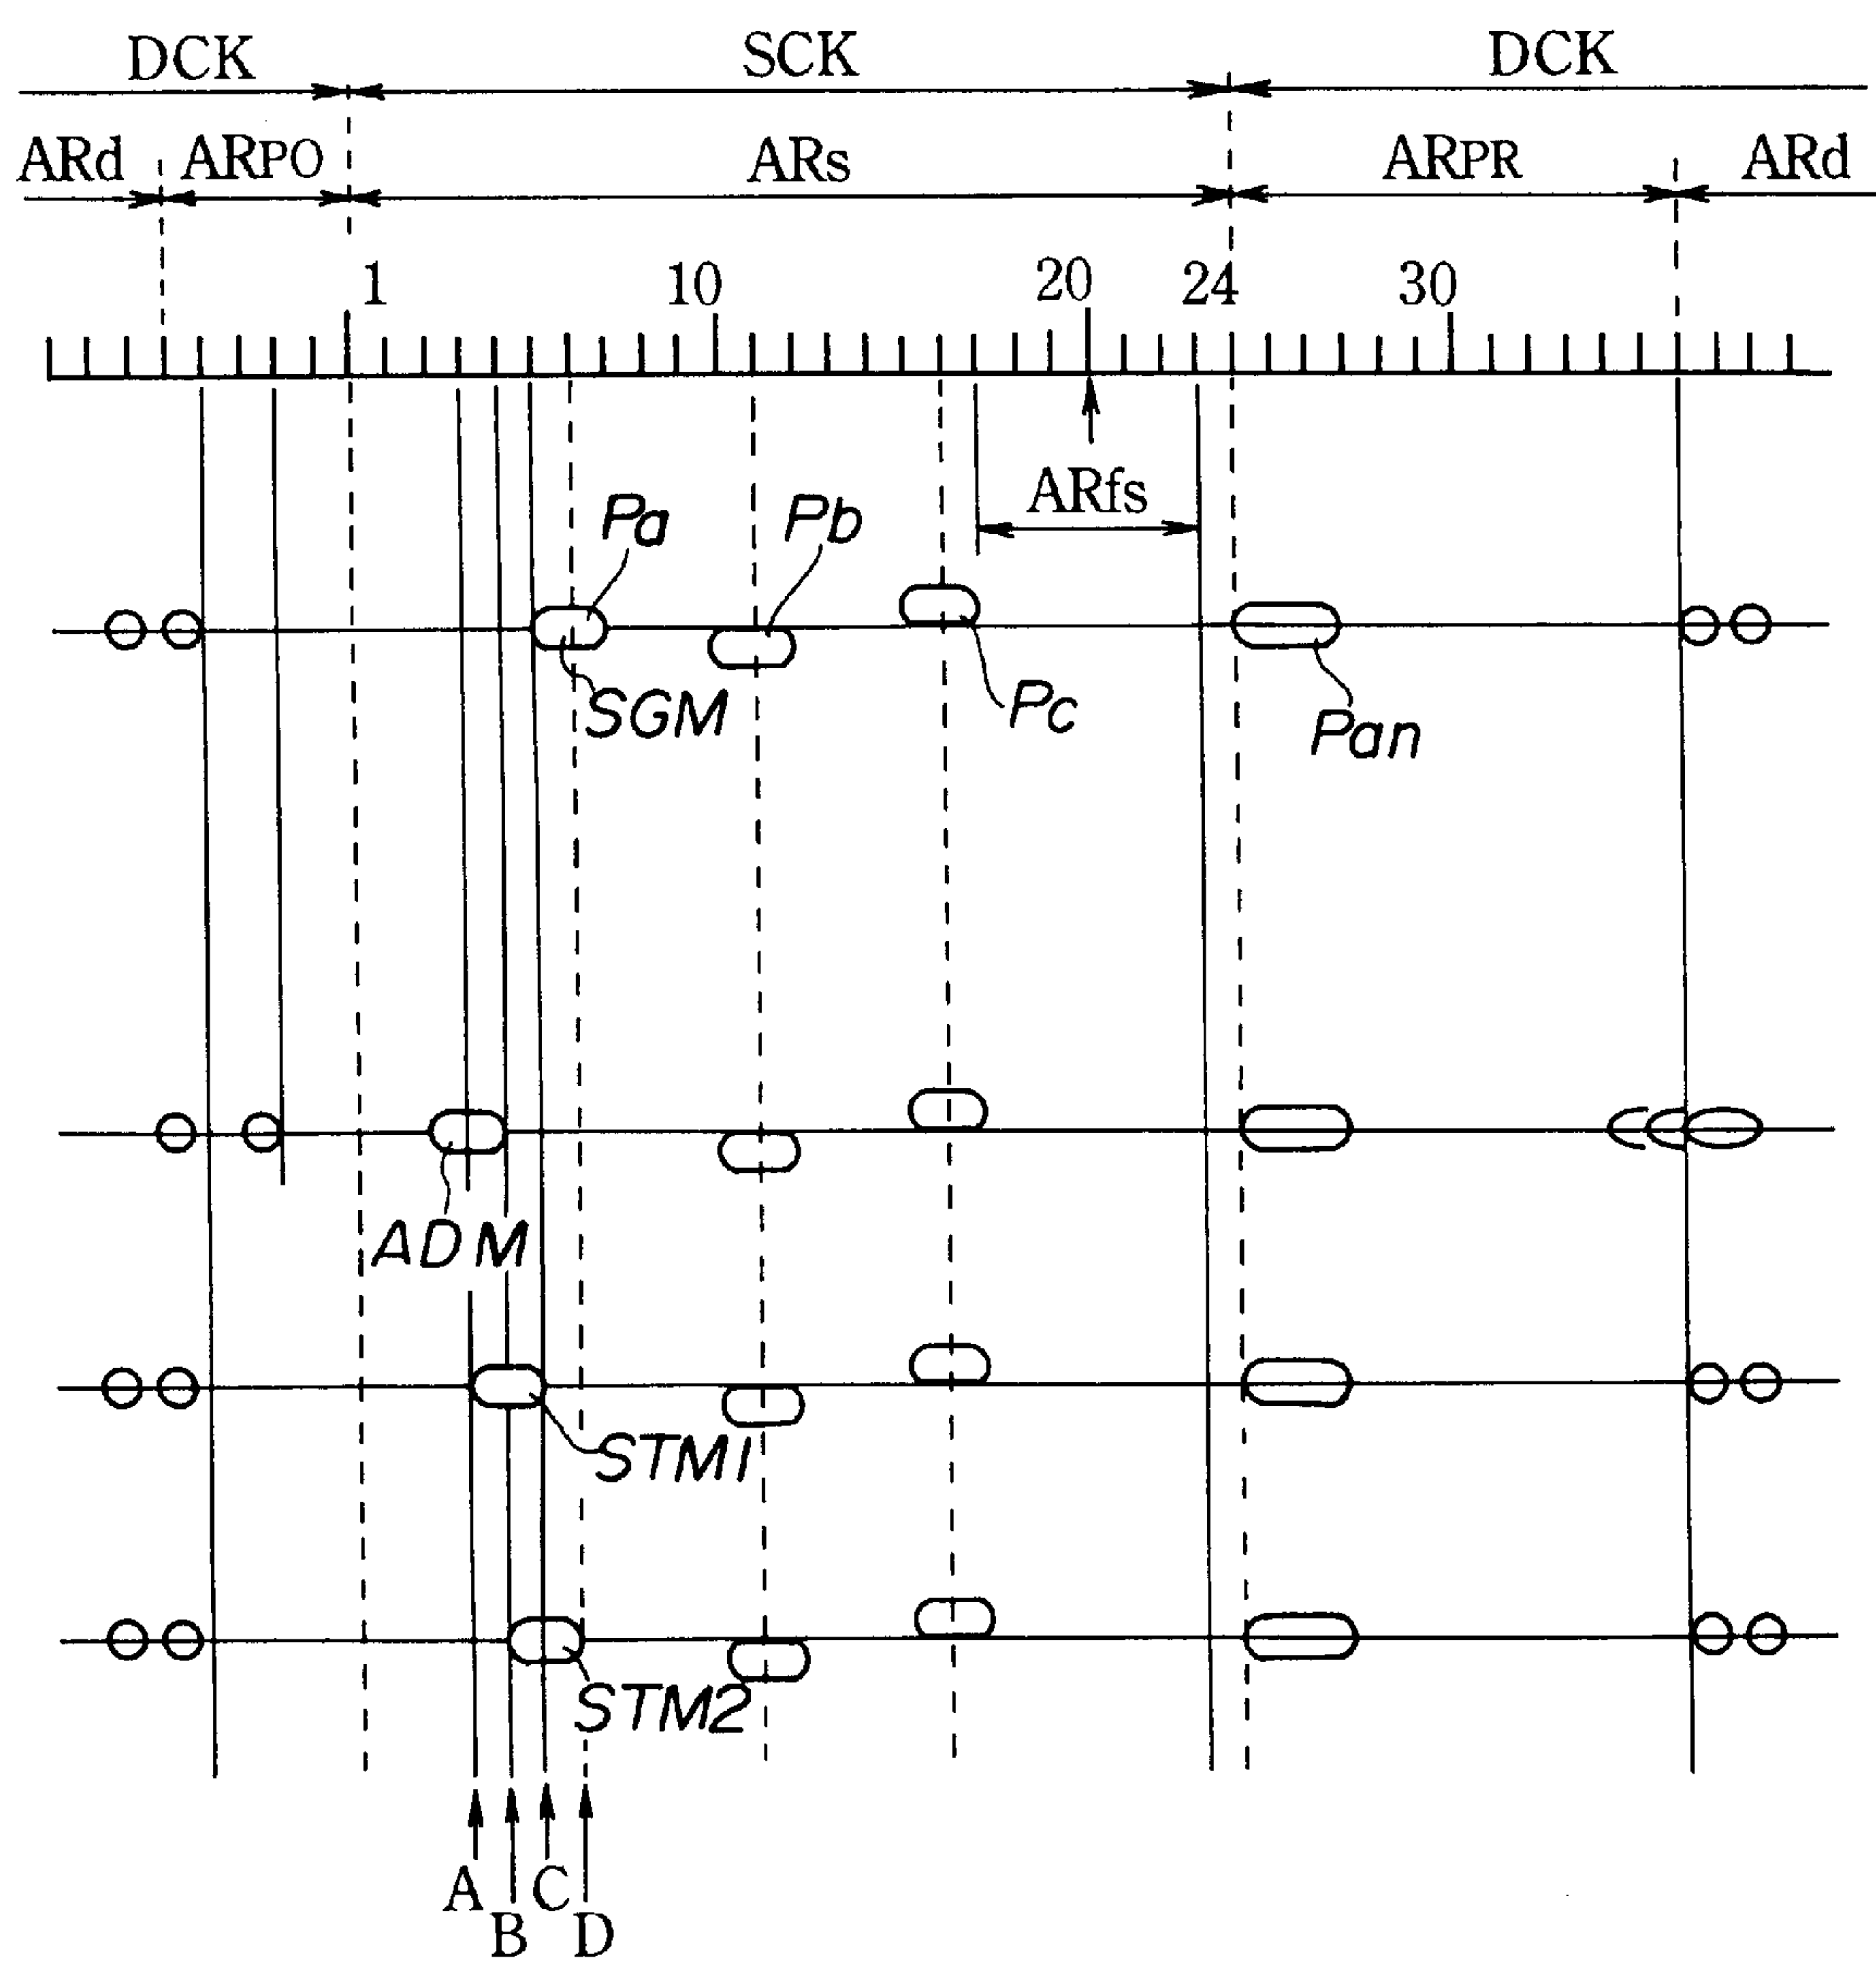 DCK SCK DCK
ARd ARPO ARs ARPR ARd
1 10 20 24 30
ARfs
Pa Pb
SGM Pc Pan
ADM
STM1
STM2
A C
B D